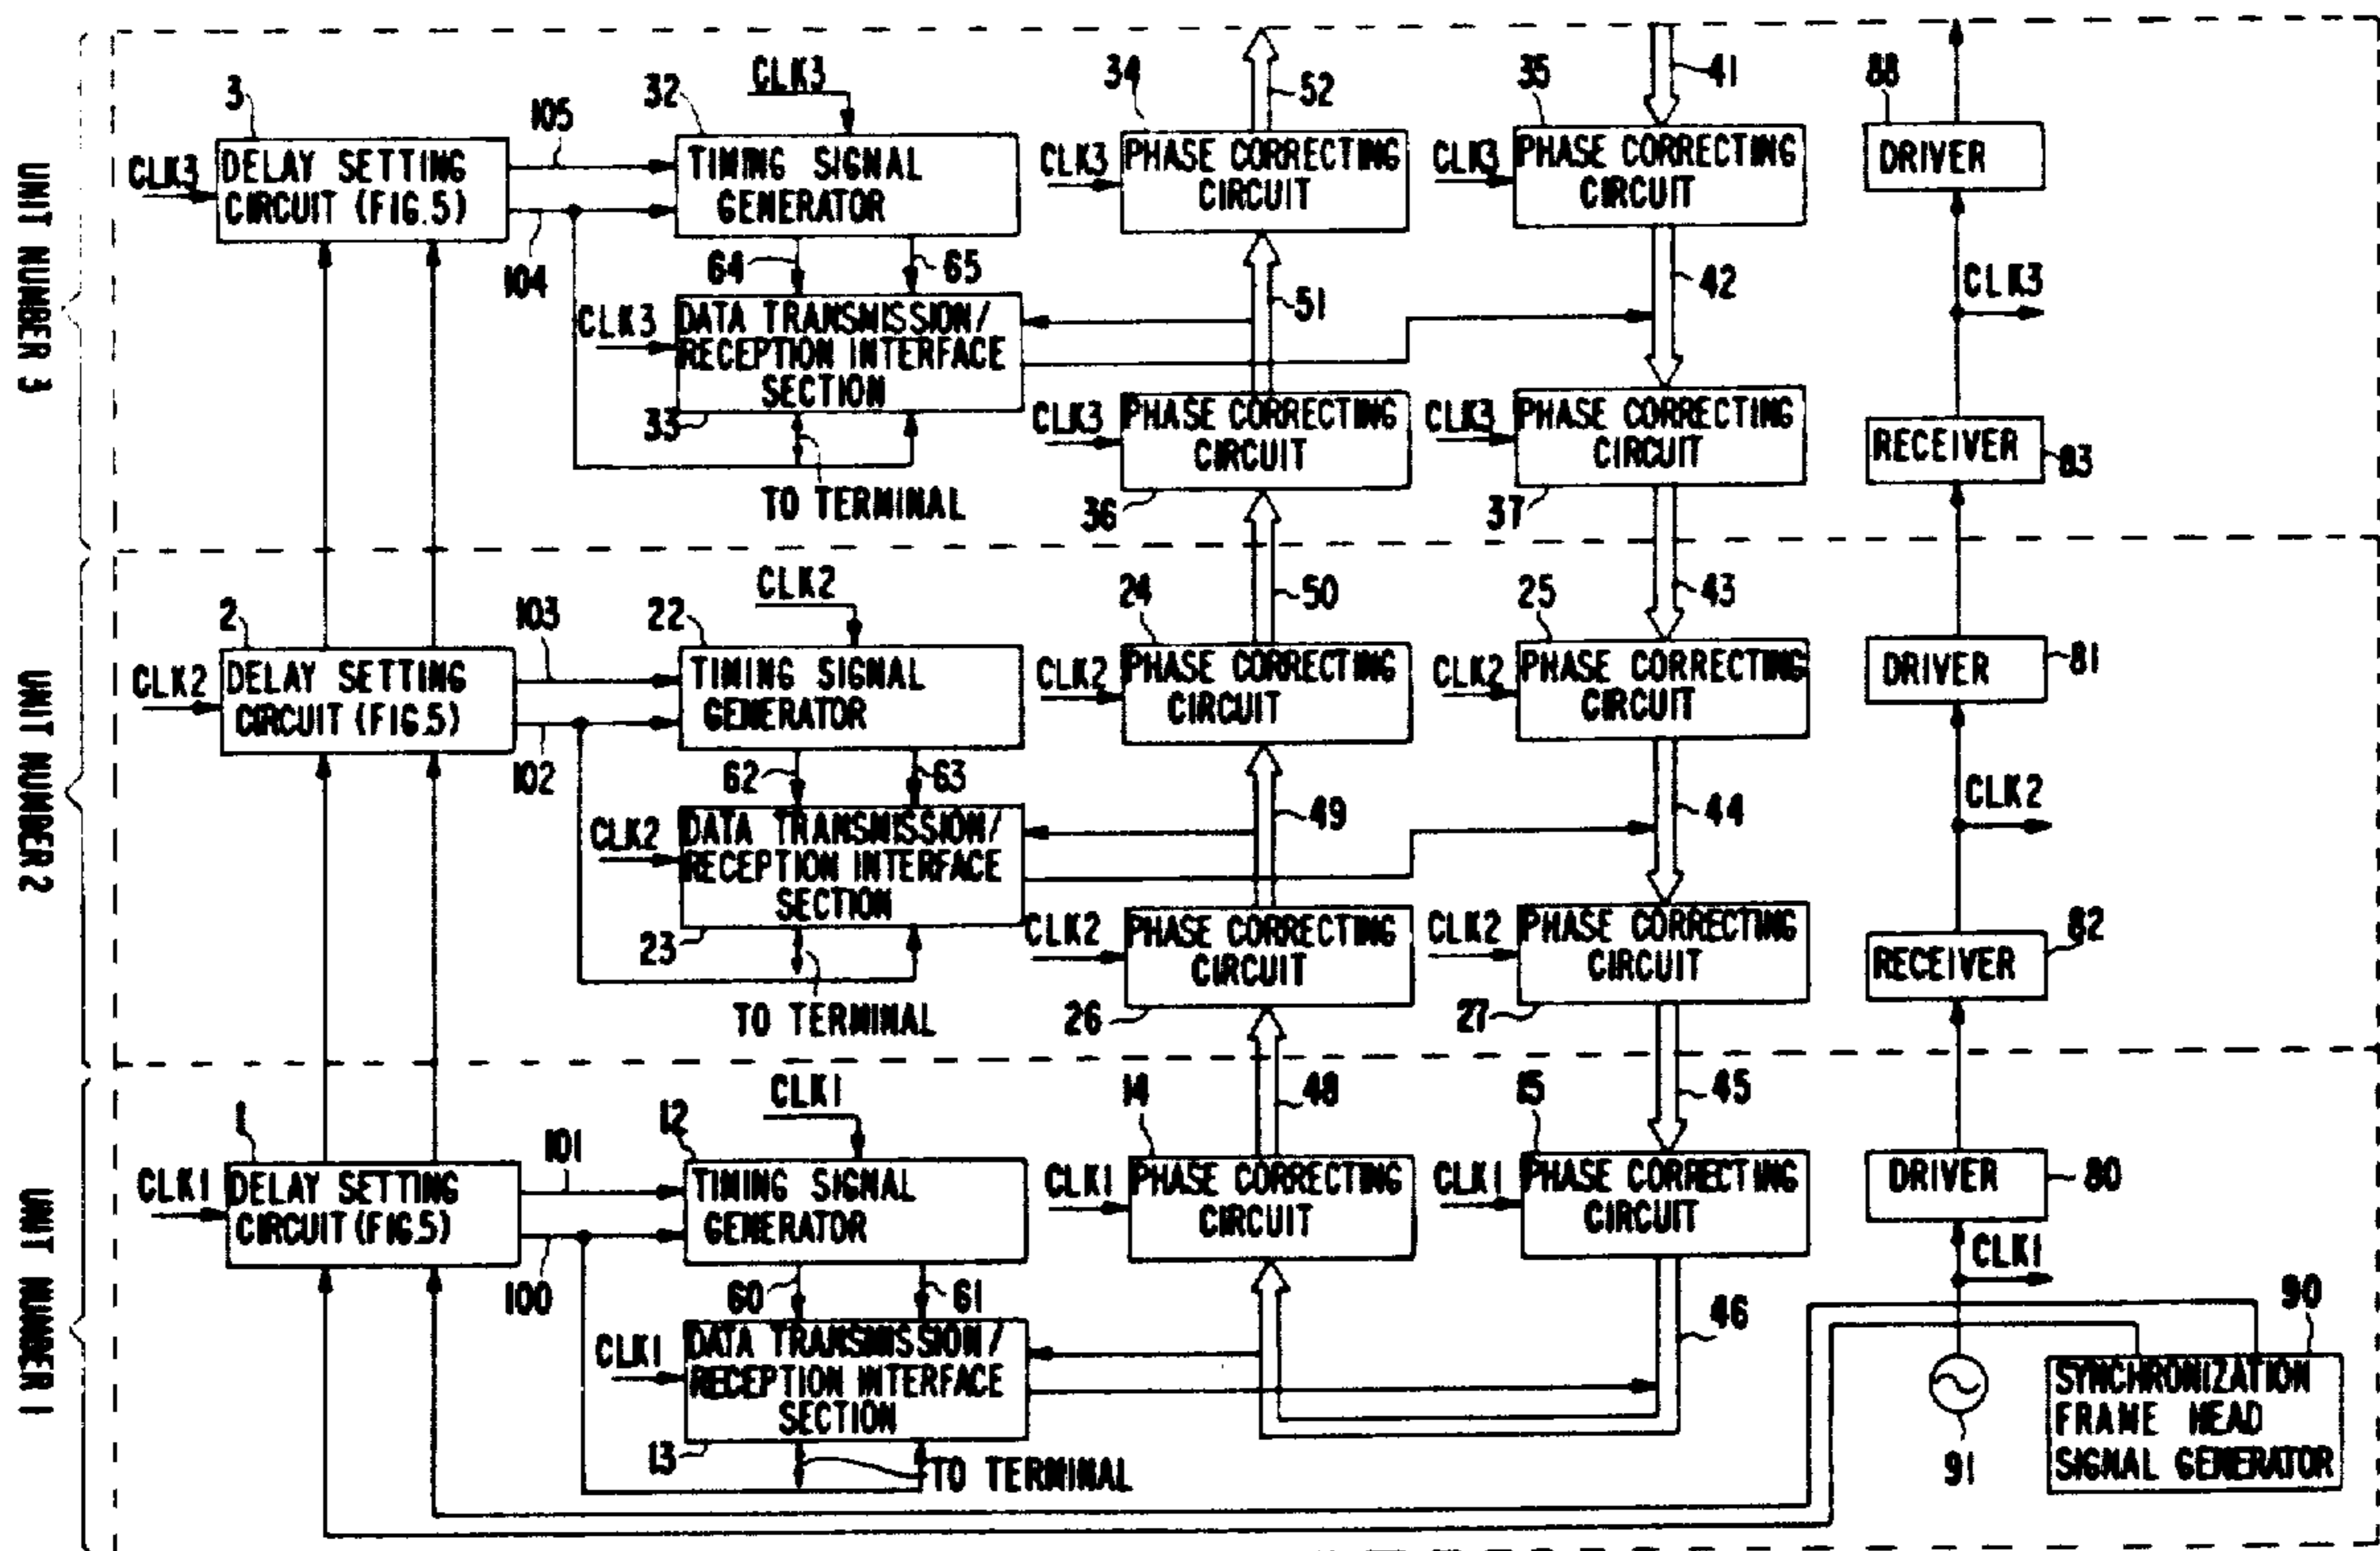 UNIT NUMBER 3
3
CLK3
DELAY SETTING
CIRCUIT (FIG.5)
105
104
32
CLK3
TIMING SIGNAL
GENERATOR
64
65
CLK3
DATA TRANSMISSION/
RECEPTION INTERFACE
SECTION
33
TO TERMINAL
34
52
CLK3
PHASE CORRECTING
CIRCUIT
51
CLK3
PHASE CORRECTING
CIRCUIT
36
35
41
CLK3
PHASE CORRECTING
CIRCUIT
42
CLK3
PHASE CORRECTING
CIRCUIT
37
88
DRIVER
CLK3
RECEIVER
83
UNIT NUMBER 2
2
CLK2
DELAY SETTING
CIRCUIT (FIG.5)
103
102
22
CLK2
TIMING SIGNAL
GENERATOR
62
63
CLK2
DATA TRANSMISSION/
RECEPTION INTERFACE
SECTION
23
TO TERMINAL
24
50
CLK2
PHASE CORRECTING
CIRCUIT
49
CLK2
PHASE CORRECTING
CIRCUIT
26
25
43
CLK2
PHASE CORRECTING
CIRCUIT
44
CLK2
PHASE CORRECTING
CIRCUIT
27
DRIVER
81
CLK2
RECEIVER
82
UNIT NUMBER 1
1
CLK1
DELAY SETTING
CIRCUIT (FIG.5)
101
100
12
CLK1
TIMING SIGNAL
GENERATOR
60
61
CLK1
DATA TRANSMISSION/
RECEPTION INTERFACE
SECTION
13
TO TERMINAL
14
48
CLK1
PHASE CORRECTING
CIRCUIT
15
45
CLK1
PHASE CORRECTING
CIRCUIT
46
DRIVER
80
CLK1
91
90
SYNCHRONIZATION
FRAME HEAD
SIGNAL GENERATOR